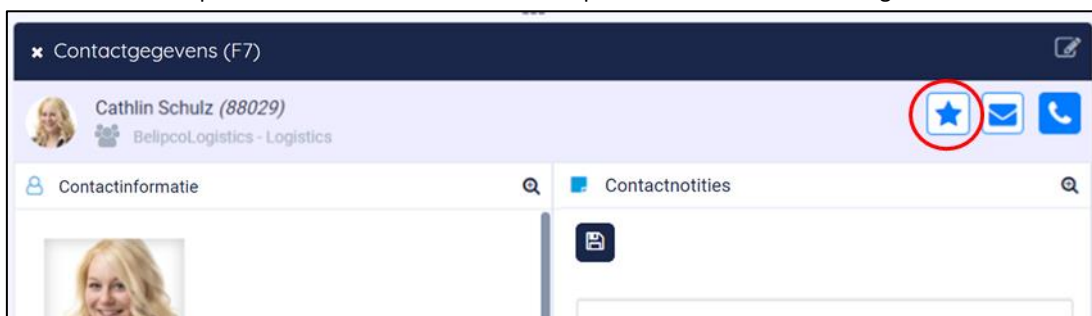 Contactgegevens (F7)
Cathlin Schulz (88029)
BelipcoLogistics - Logistics
Contactinformatie
Contactnotities